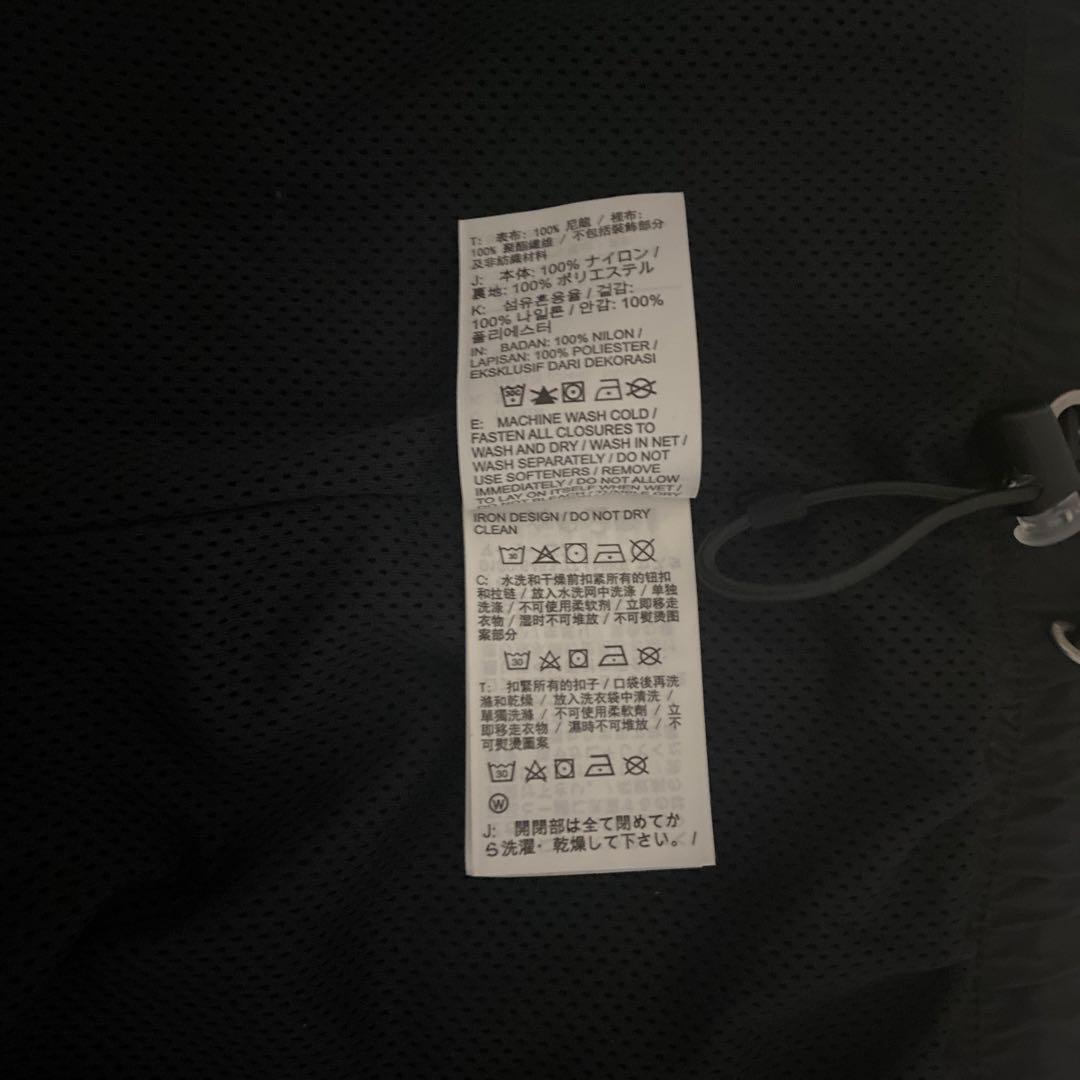 T: 表布: 100% 尼龍 / 裡布:
100% 聚酯纖維 / 不包括裝飾部分
及非紡織材料
J: 本体: 100% ナイロン /
裏地: 100% ポリエステル
K: 섬유혼용율 / 겉감:
100% 나일론 / 안감: 100%
폴리에스터
IN: BADAN: 100% NILON /
LAPISAN: 100% POLIESTER /
EKSKLUSIF DARI DEKORASI
30C
E: MACHINE WASH COLD /
FASTEN ALL CLOSURES TO
WASH AND DRY / WASH IN NET /
WASH SEPARATELY / DO NOT
USE SOFTENERS / REMOVE
IMMEDIATELY / DO NOT ALLOW
TO LAY ON ITSELF WHEN WET /
DO NOT BLEACH / TUMBLE DRY
IRON DESIGN / DO NOT DRY
CLEAN
30
C: 水洗和干燥前扣紧所有的钮扣
和拉链 / 放入水洗网中洗涤 / 单独
洗涤 / 不可使用柔软剂 / 立即移走
衣物 / 湿时不可堆放 / 不可熨烫图
案部分
30
T: 扣緊所有的扣子 / 口袋後再洗
滌和乾燥 / 放入洗衣袋中清洗 /
單獨洗滌 / 不可使用柔軟劑 / 立
即移走衣物 / 濕時不可堆放 / 不
可熨燙圖案
30
W
J: 開閉部は全て閉めてか
ら洗濯・乾燥して下さい。 /